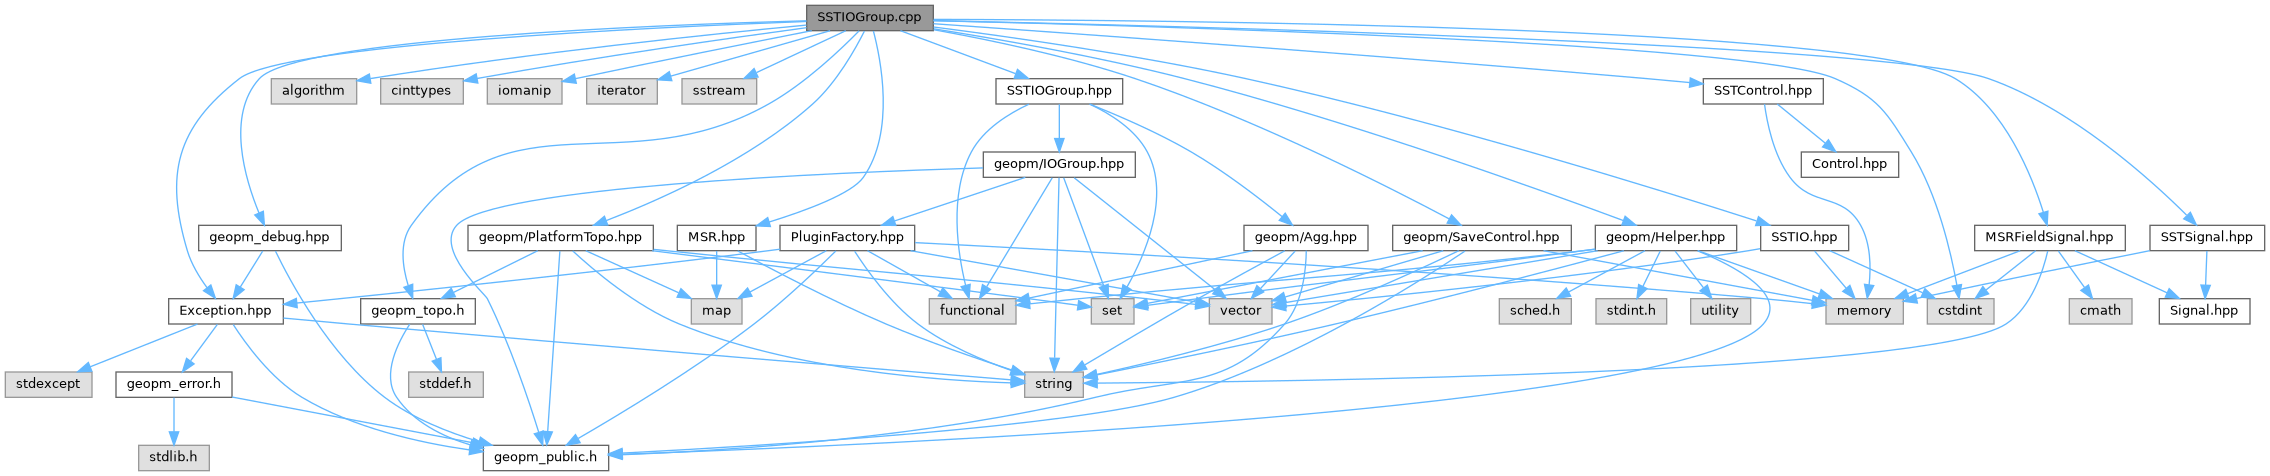 SSTIOGroup.cpp
algorithm
cinttypes
iomanip
iterator
sstream
SSTIOGroup.hpp
SSTControl.hpp
geopm/IOGroup.hpp
Control.hpp
geopm_debug.hpp
geopm/PlatformTopo.hpp
MSR.hpp
PluginFactory.hpp
geopm/Agg.hpp
geopm/SaveControl.hpp
geopm/Helper.hpp
SSTIO.hpp
MSRFieldSignal.hpp
SSTSignal.hpp
Exception.hpp
geopm_topo.h
map
functional
set
vector
sched.h
stdint.h
utility
memory
cstdint
cmath
Signal.hpp
stdexcept
geopm_error.h
stddef.h
string
stdlib.h
geopm_public.h